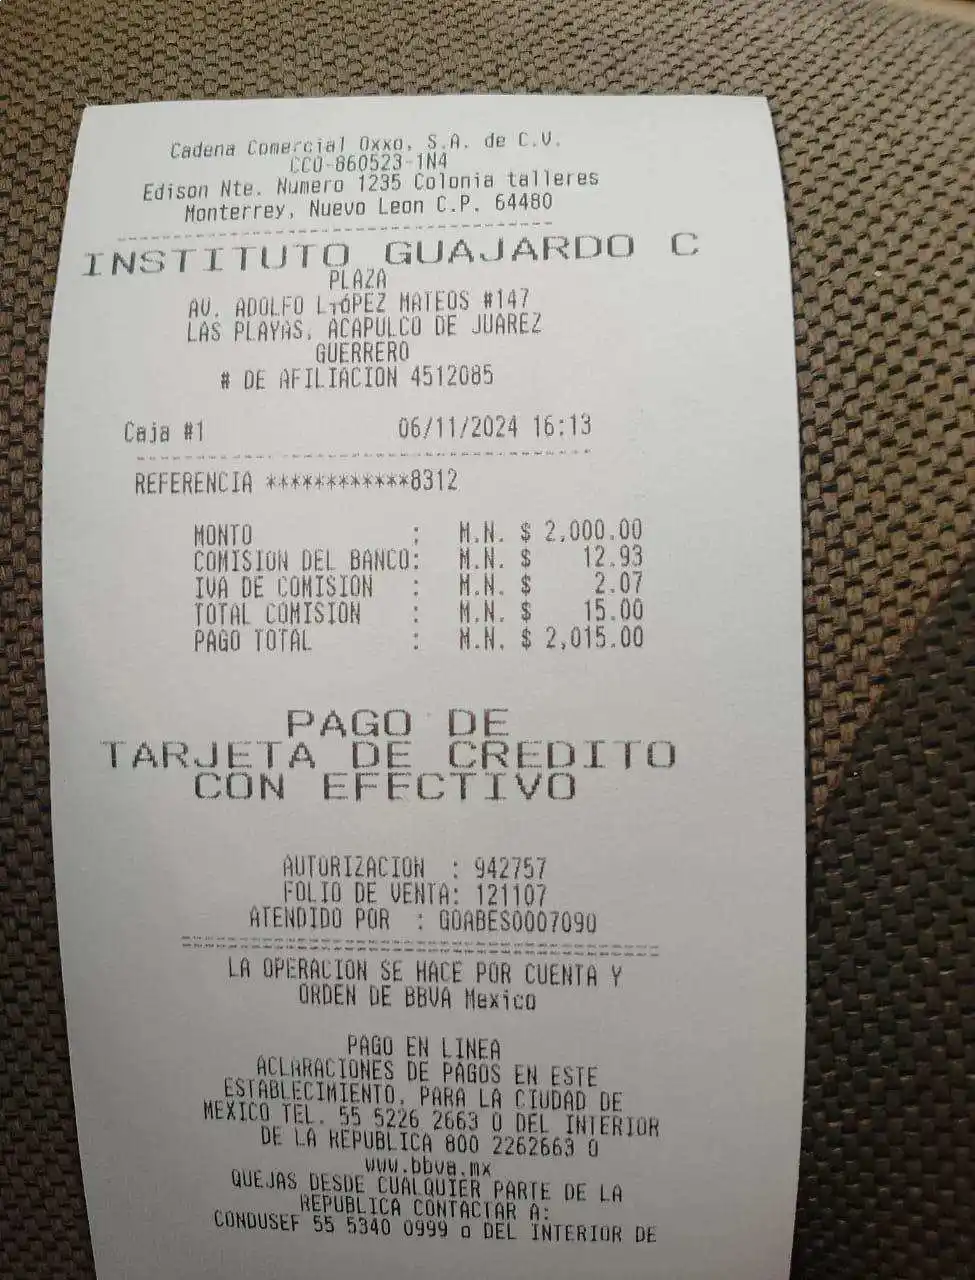 Cadena Comercial Oxxo, S.A. de C.V.
CCO-860523-1N4
Edison Nte. Numero 1235 Colonia talleres
Monterrey, Nuevo Leon C.P. 64480
INSTITUTO GUAJARDO C
PLAZA
AV. ADOLFO L¡ÓPEZ MATEOS #147
LAS PLAYAS, ACAPULCO DE JUAREZ
GUERRERO
# DE AFILIACION 4512085
Caja #1 06/11/2024 16:13
REFERENCIA ************8312
MONTO : M.N. $ 2,000.00
COMISION DEL BANCO: M.N. $ 12.93
IVA DE COMISION : M.N. $ 2.07
TOTAL COMISION : M.N. $ 15.00
PAGO TOTAL : M.N. $ 2,015.00
PAGO DE
TARJETA DE CREDITO
CON EFECTIVO
AUTORIZACION : 942757
FOLIO DE VENTA: 121107
ATENDIDO POR : GOABES0007090
LA OPERACION SE HACE POR CUENTA Y
ORDEN DE BBVA Mexico
PAGO EN LINEA
ACLARACIONES DE PAGOS EN ESTE
ESTABLECIMIENTO, PARA LA CIUDAD DE
MEXICO TEL. 55 5226 2663 O DEL INTERIOR
DE LA REPUBLICA 800 2262663 O
www.bbva.mx
QUEJAS DESDE CUALQUIER PARTE DE LA
REPUBLICA CONTACTAR A:
CONDUSEF 55 5340 0999 o DEL INTERIOR DE